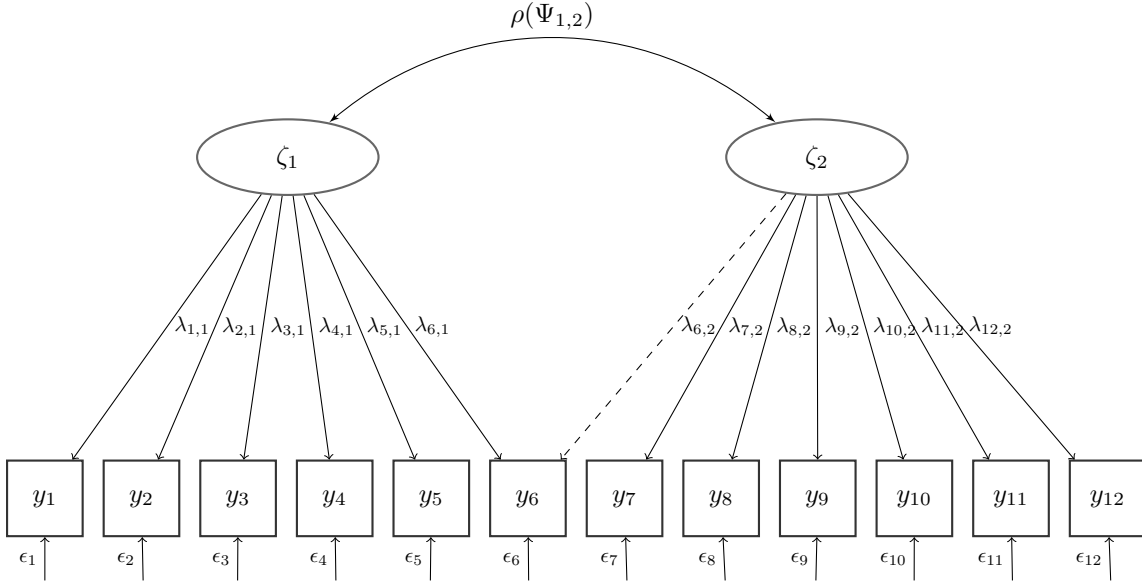 ρ(Ψ₁,₂)
ζ₁ ζ₂
λ₁,₁ λ₂,₁ λ₃,₁ λ₄,₁ λ₅,₁ λ₆,₁ λ₆,₂ λ₇,₂ λ₈,₂ λ₉,₂ λ₁₀,₂ λ₁₁,₂ λ₁₂,₂
y₁ y₂ y₃ y₄ y₅ y₆ y₇ y₈ y₉ y₁₀ y₁₁ y₁₂
ϵ₁ ϵ₂ ϵ₃ ϵ₄ ϵ₅ ϵ₆ ϵ₇ ϵ₈ ϵ₉ ϵ₁₀ ϵ₁₁ ϵ₁₂